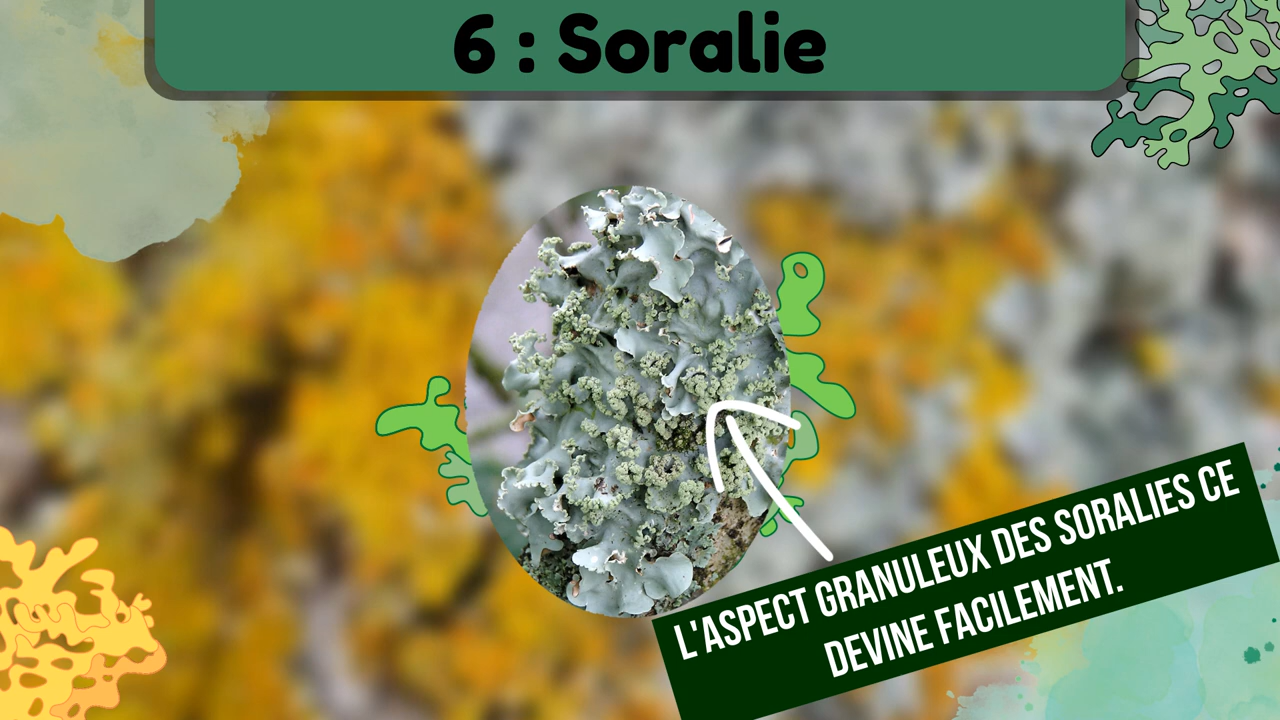 6 : Soralie
L'ASPECT GRANULEUX DES SORALIES CE
DEVINE FACILEMENT.